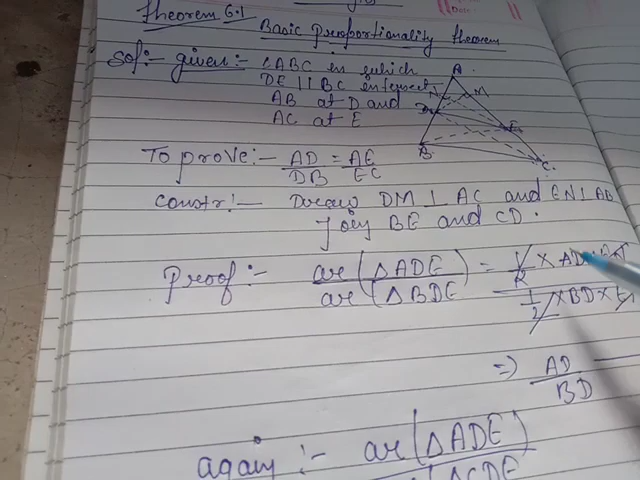 Theorem 6.1
Basic proportionality theorem
Sol:- given:- △ABC in which
DE || BC intersect
AB at D and
AC at E
A
N
M
D
E
B
C
To prove:- AD/DB = AE/EC
Constr:- Draw DM ⊥ AC and EN ⊥ AB
Join BE and CD.
Proof:- ar(△ADE)/ar(△BDE = 1/2 × AD × / 1/2 × BD ×
=> AD/BD
again:- ar(△ADE)